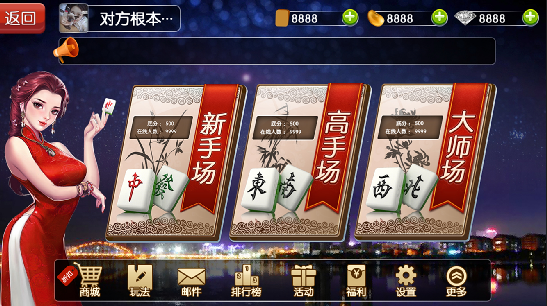 返回
对方根本…
8888
8888
8888
新手场
底分： 500
在线人数： 9999
中
發
高手场
底分： 500
在线人数： 9999
東
南
大师场
底分： 500
在线人数： 9999
西
北
商城
玩法
邮件
排行榜
活动
福利
设置
更多